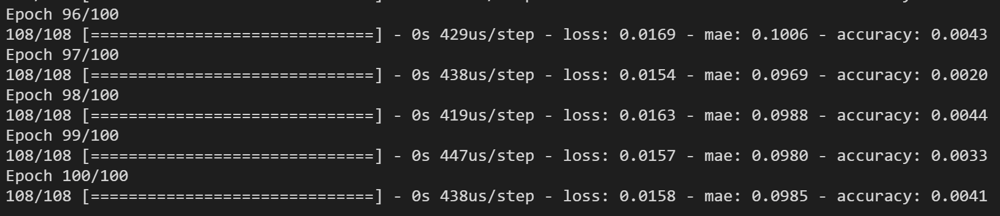 Epoch 96/100
108/108 [==============================] - 0s 429us/step - loss: 0.0169 - mae: 0.1006 - accuracy: 0.0043
Epoch 97/100
108/108 [==============================] - 0s 438us/step - loss: 0.0154 - mae: 0.0969 - accuracy: 0.0020
Epoch 98/100
108/108 [==============================] - 0s 419us/step - loss: 0.0163 - mae: 0.0988 - accuracy: 0.0044
Epoch 99/100
108/108 [==============================] - 0s 447us/step - loss: 0.0157 - mae: 0.0980 - accuracy: 0.0033
Epoch 100/100
108/108 [==============================] - 0s 438us/step - loss: 0.0158 - mae: 0.0985 - accuracy: 0.0041